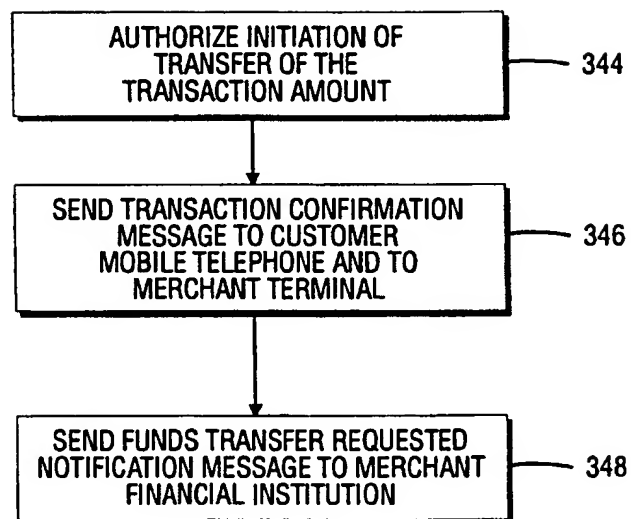 AUTHORIZE INITIATION OF
TRANSFER OF THE
TRANSACTION AMOUNT
344
SEND TRANSACTION CONFIRMATION
MESSAGE TO CUSTOMER
MOBILE TELEPHONE AND TO
MERCHANT TERMINAL
346
SEND FUNDS TRANSFER REQUESTED
NOTIFICATION MESSAGE TO MERCHANT
FINANCIAL INSTITUTION
348